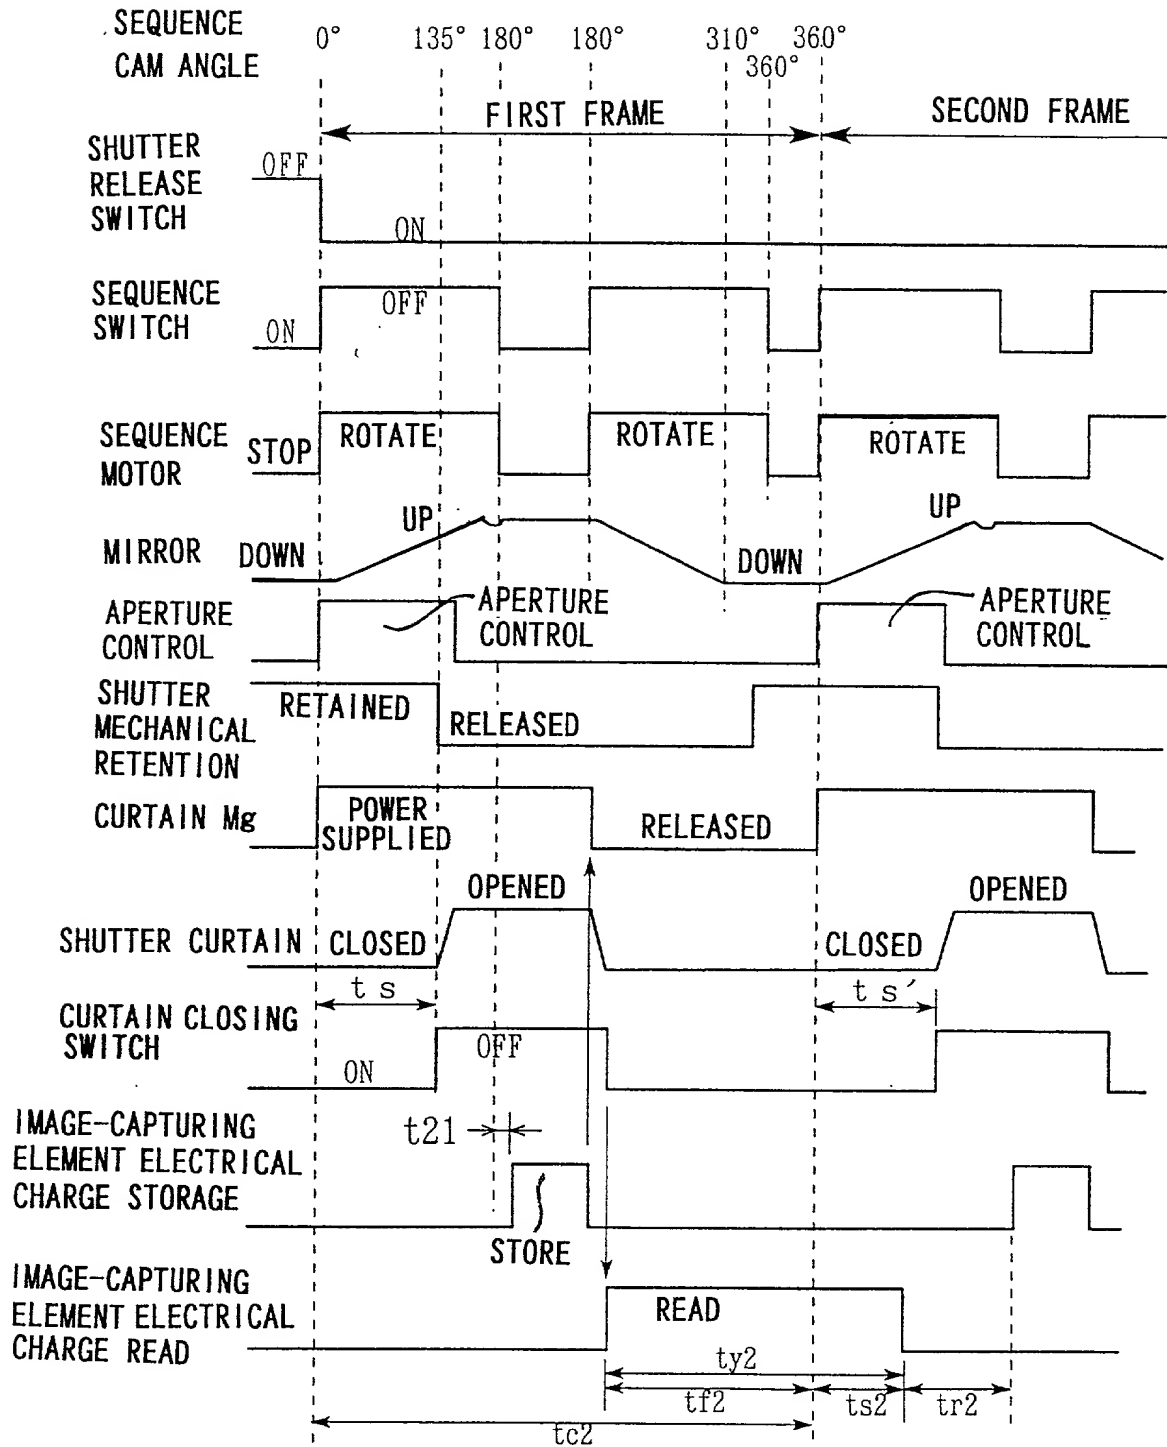 SEQUENCE
CAM ANGLE
0° 135° 180° 180° 310° 360°
360°
FIRST FRAME SECOND FRAME
SHUTTER
RELEASE
SWITCH
OFF
ON
SEQUENCE
SWITCH
OFF
ON
SEQUENCE
MOTOR
STOP ROTATE ROTATE ROTATE
MIRROR DOWN UP DOWN UP
APERTURE
CONTROL
APERTURE
CONTROL
APERTURE
CONTROL
SHUTTER
MECHANICAL
RETENTION
RETAINED RELEASED
CURTAIN Mg
POWER
SUPPLIED
RELEASED
SHUTTER CURTAIN CLOSED OPENED CLOSED OPENED
ts ts′
CURTAIN CLOSING
SWITCH
OFF
ON
IMAGE-CAPTURING
ELEMENT ELECTRICAL
CHARGE STORAGE
t21
STORE
IMAGE-CAPTURING
ELEMENT ELECTRICAL
CHARGE READ
READ
ty2
tf2 ts2 tr2
tc2